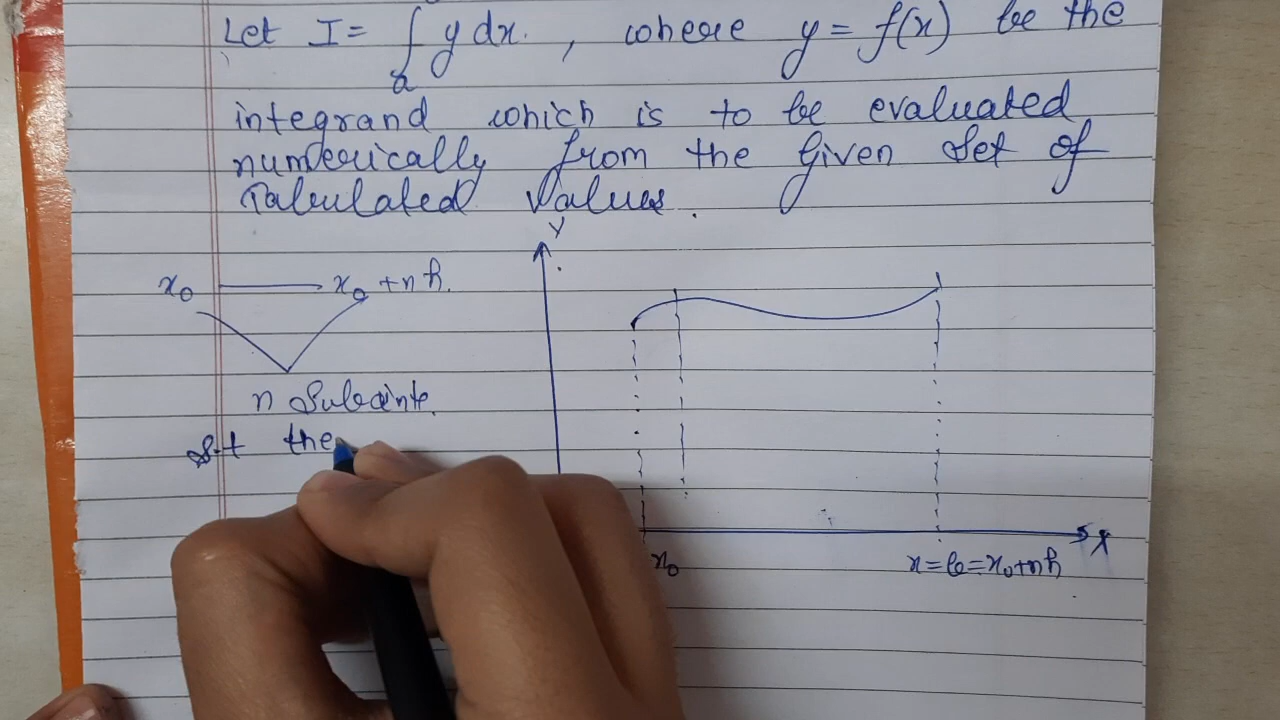 Let I = ∫a y dx. , where y = f(x) be the
integrand which is to be evaluated
numerically from the given set of
Tabulated Values.
x0 — x0 + nh.
n Subinte.
s.t the
Y
X
x0
x = b = x0 + nh